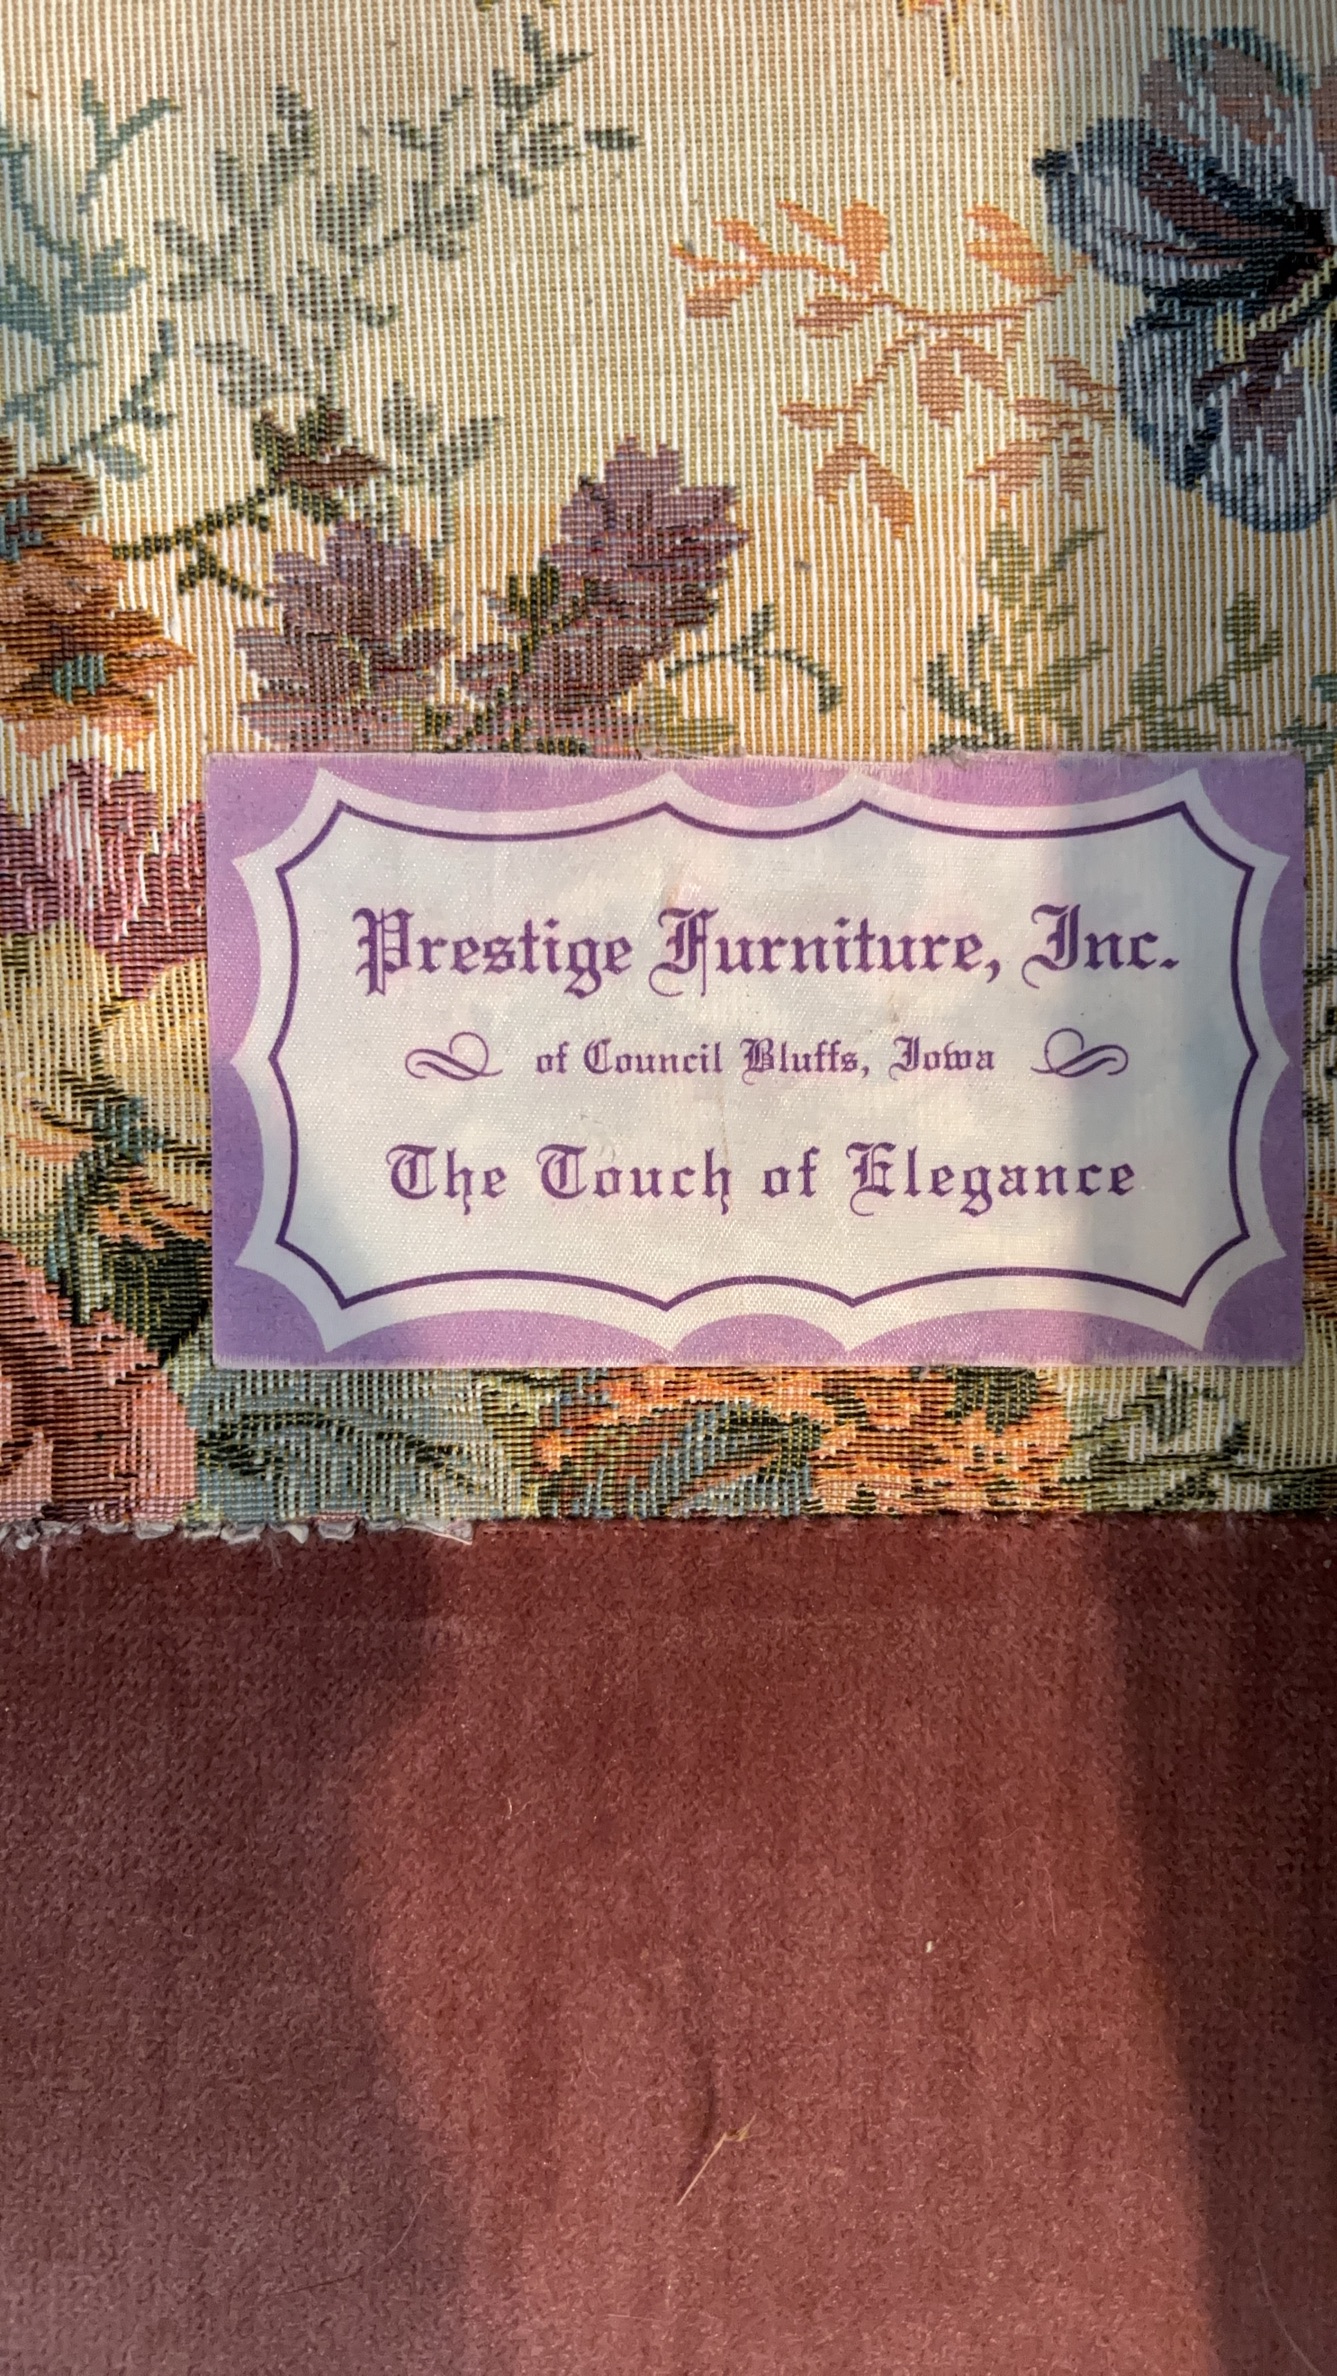 Prestige Furniture, Inc.
of Council Bluffs, Iowa
The Touch of Elegance